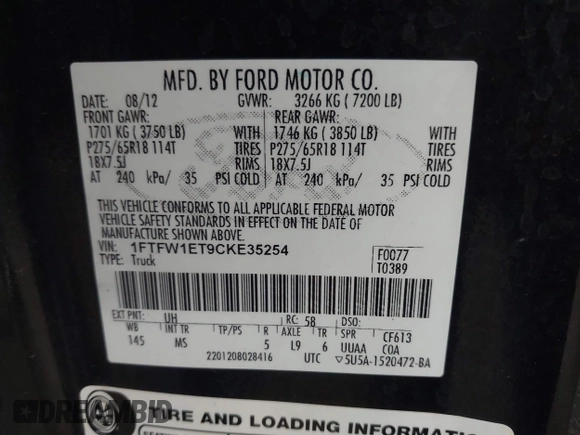 MFD. BY FORD MOTOR CO.
DATE: 08/12 GVWR: 3266 KG ( 7200 LB)
FRONT GAWR: REAR GAWR:
1701 KG ( 3750 LB) WITH 1746 KG ( 3850 LB) WITH
P275/65R18 114T TIRES P275/65R18 114T TIRES
18X7.5J RIMS 18X7.5J RIMS
AT 240 kPa/ 35 PSI COLD AT 240 kPa/ 35 PSI COLD
THIS VEHICLE CONFORMS TO ALL APPLICABLE FEDERAL MOTOR
VEHICLE SAFETY STANDARDS IN EFFECT ON THE DATE OF
MANUFACTURE SHOWN ABOVE.
VIN: 1FTFW1ET9CKE35254 F0077
TYPE: Truck T0389
EXT PNT: UH RC: 58 DSO:
WB INT TR TP/PS R AXLE TR SPR CF613
145 MS 5 L9 6 UUAA COA
2201208028416 UTC ▽5U5A-1520472-BA
TIRE AND LOADING INFORMATION
DREAMBID